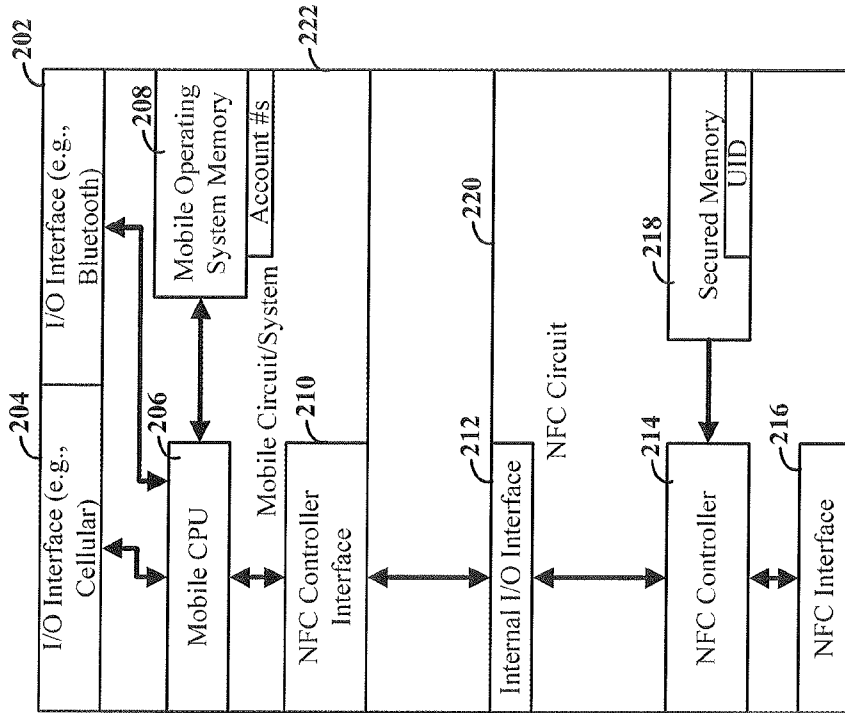 204
I/O Interface (e.g.,
Cellular)
202
I/O Interface (e.g.,
Bluetooth)
206
Mobile CPU
208
Mobile Operating
System Memory
Account #s
222
Mobile Circuit/System
210
NFC Controller
Interface
212
Internal I/O Interface
220
NFC Circuit
214
NFC Controller
218
Secured Memory
UID
216
NFC Interface